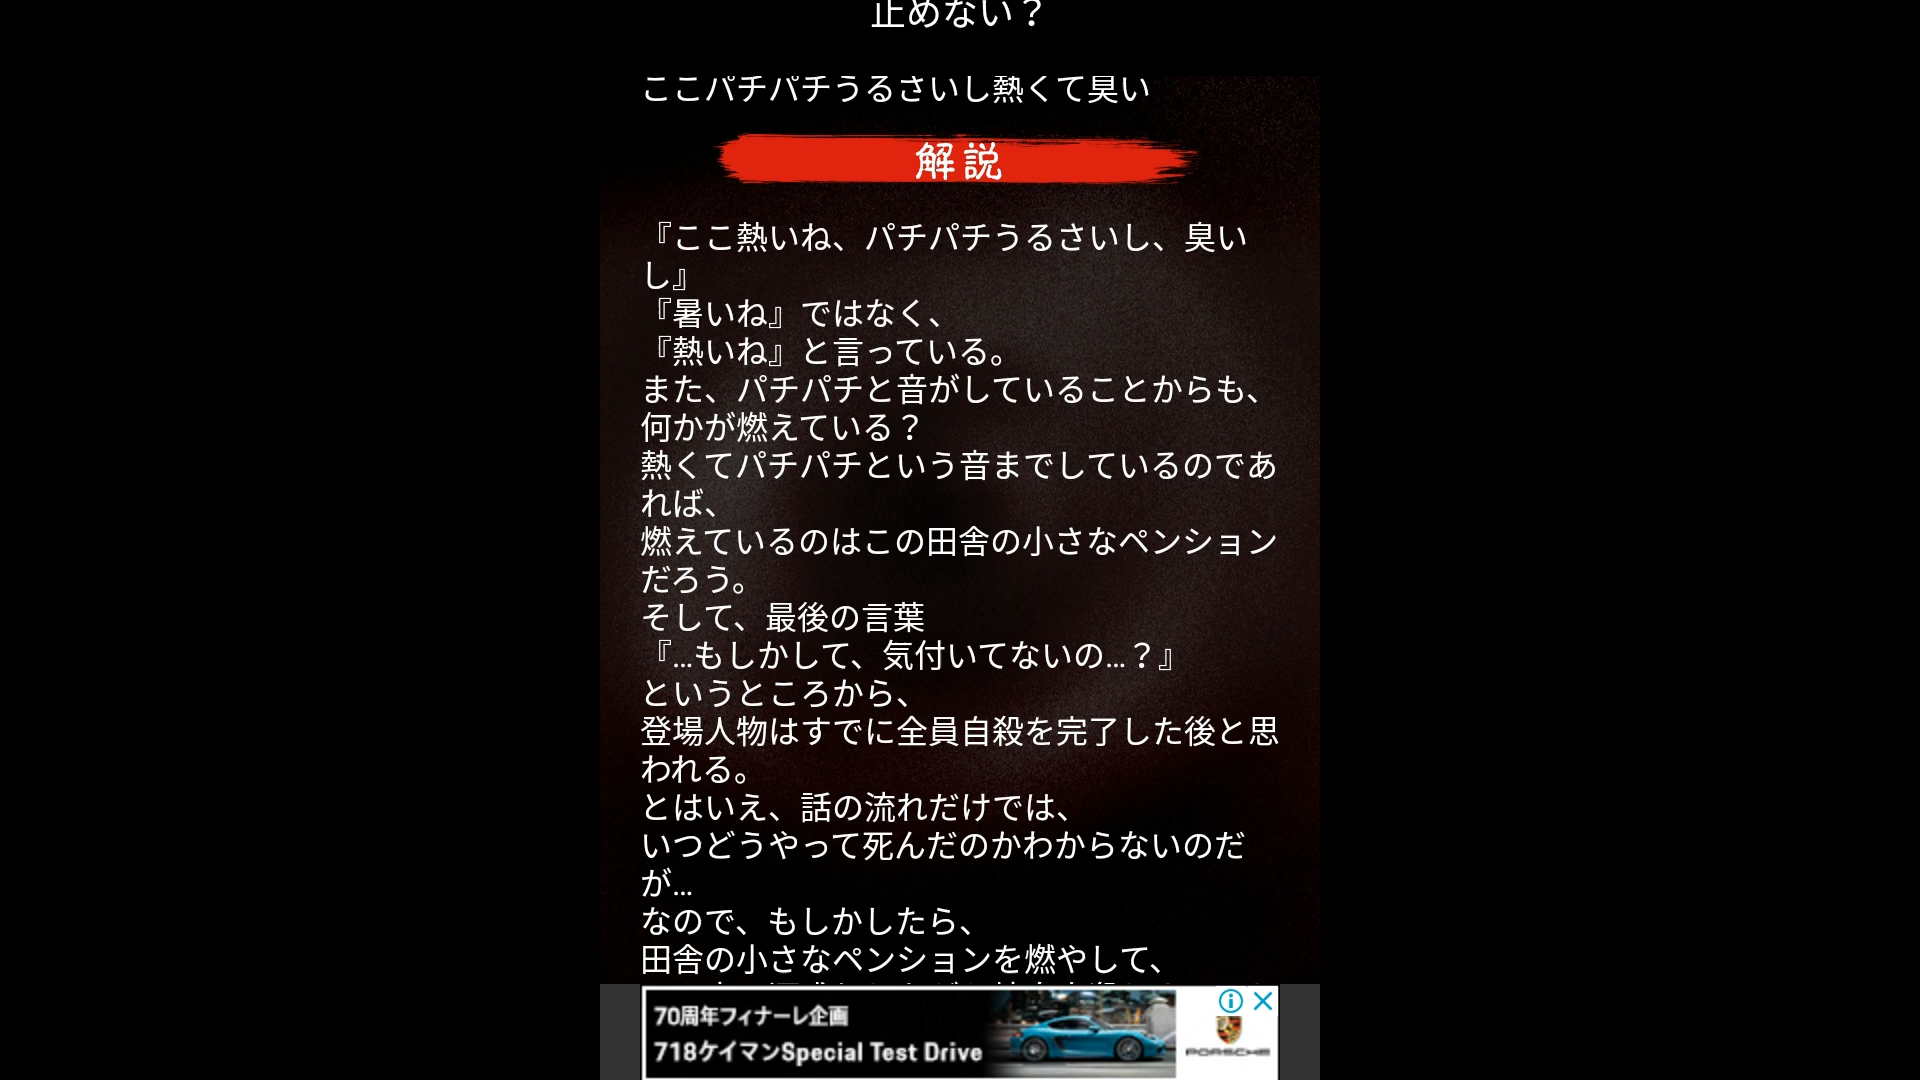 止めない？
ここパチパチうるさいし熱くて臭い
解説
『ここ熱いね、パチパチうるさいし、臭い
し』
『暑いね』ではなく、
『熱いね』と言っている。
また、パチパチと音がしていることからも、
何かが燃えている？
熱くてパチパチという音までしているのであ
れば、
燃えているのはこの田舎の小さなペンション
だろう。
そして、最後の言葉
『…もしかして、気付いてないの…？』
というところから、
登場人物はすでに全員自殺を完了した後と思
われる。
とはいえ、話の流れだけでは、
いつどうやって死んだのかわからないのだ
が…
なので、もしかしたら、
田舎の小さなペンションを燃やして、
70周年フィナーレ企画
718ケイマンSpecial Test Drive
PORSCHE